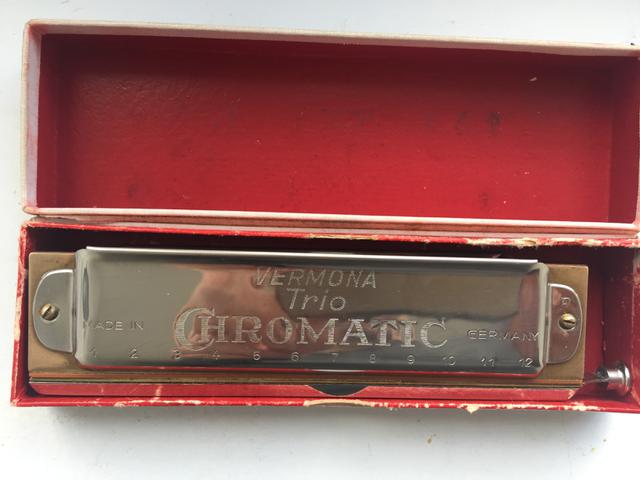 VERMONA
Trio
MADE IN CHROMATIC GERMANY
1 2 3 4 5 6 7 8 9 10 11 12